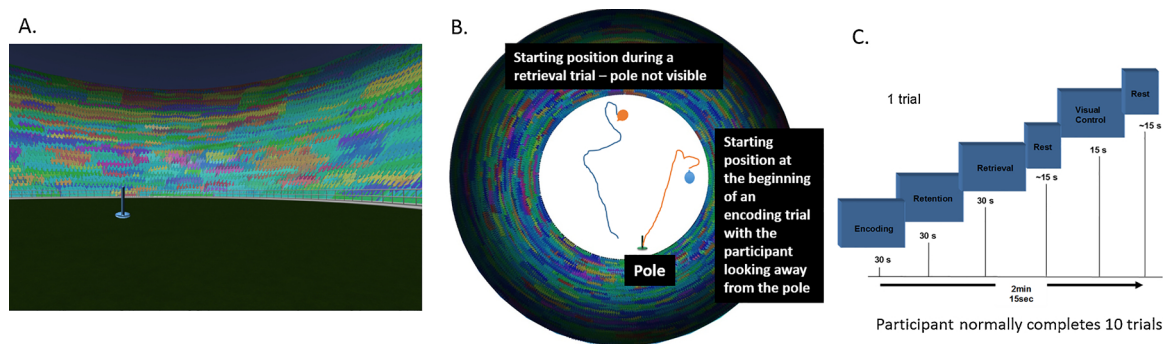 A.
B.
Starting position during a
retrieval trial – pole not visible
Starting
position at
the beginning
of an
encoding trial
with the
participant
looking away
from the pole
Pole
C.
1 trial
Encoding
Retention
Retrieval
Rest
Visual
Control
Rest
30 s
30 s
30 s
~15 s
15 s
~15 s
2min
15sec
Participant normally completes 10 trials